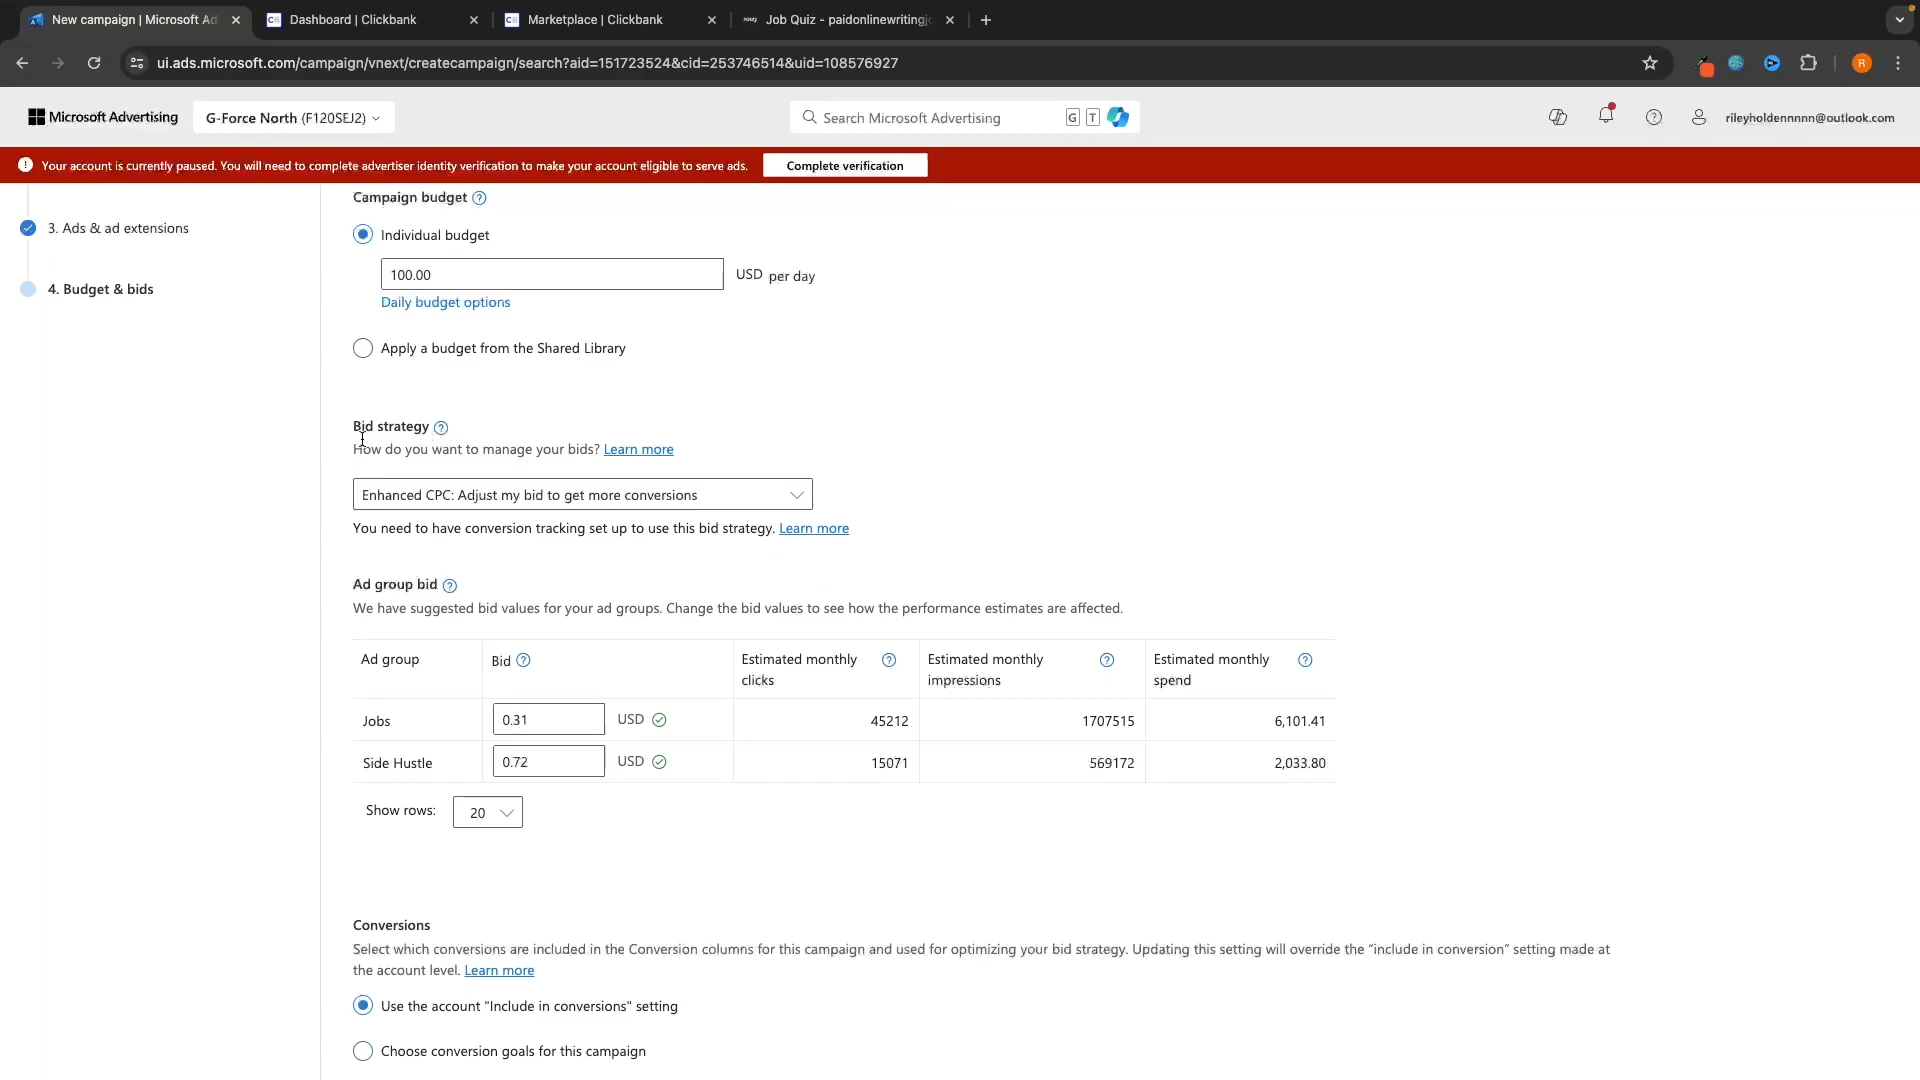 New campaign | Microsoft Ad
Dashboard | Clickbank
Marketplace | Clickbank
Job Quiz - paidonlinewritingj
ui.ads.microsoft.com/campaign/vnext/createcampaign/search?aid=151723524&cid=253746514&uid=108576927
R
Microsoft Advertising
G-Force North (F120SEJ2)
Search Microsoft Advertising
G T
rileyholdennnnn@outlook.com
Your account is currently paused. You will need to complete advertiser identity verification to make your account eligible to serve ads.
Complete verification
3. Ads & ad extensions
4. Budget & bids
Campaign budget
Individual budget
100.00 USD per day
Daily budget options
Apply a budget from the Shared Library
Bid strategy
How do you want to manage your bids? Learn more
Enhanced CPC: Adjust my bid to get more conversions
You need to have conversion tracking set up to use this bid strategy. Learn more
Ad group bid
We have suggested bid values for your ad groups. Change the bid values to see how the performance estimates are affected.
Ad group Bid Estimated monthly clicks Estimated monthly impressions Estimated monthly spend
Jobs 0.31 USD 45212 1707515 6,101.41
Side Hustle 0.72 USD 15071 569172 2,033.80
Show rows: 20
Conversions
Select which conversions are included in the Conversion columns for this campaign and used for optimizing your bid strategy. Updating this setting will override the "include in conversion" setting made at
the account level. Learn more
Use the account "Include in conversions" setting
Choose conversion goals for this campaign